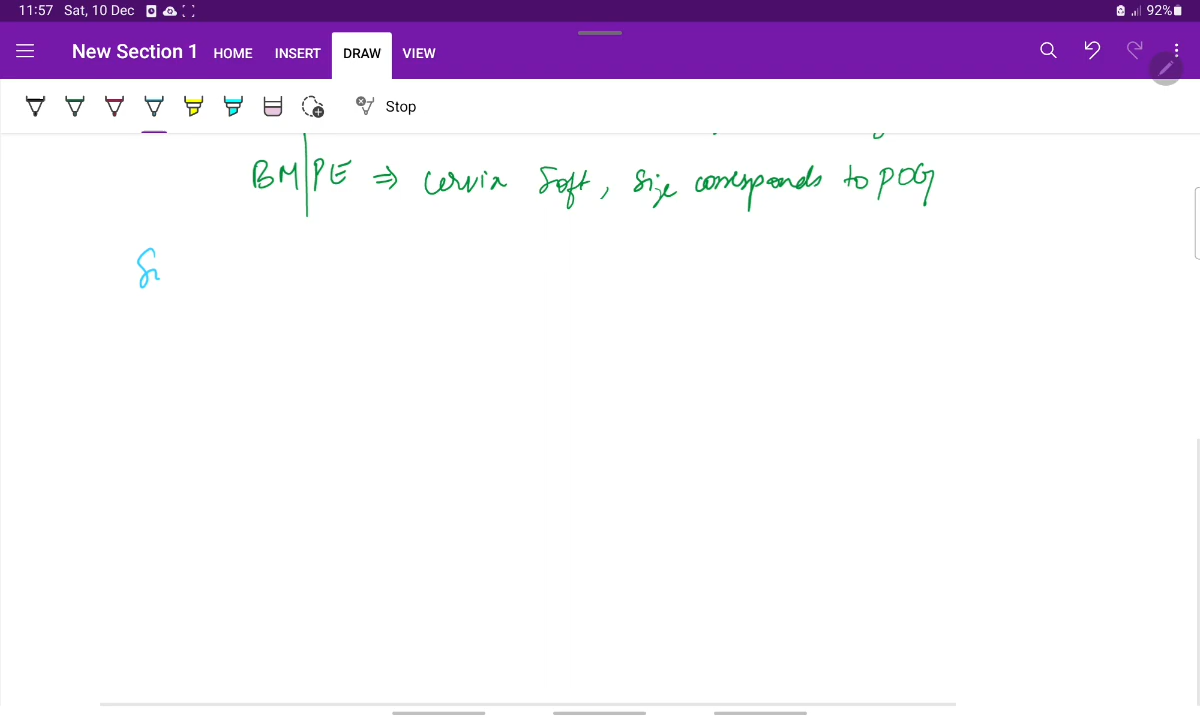 11:57 Sat, 10 Dec 92%
New Section 1 HOME INSERT DRAW VIEW
Stop
BM|PE ⇒ cervix soft, size corresponds to POG
Si